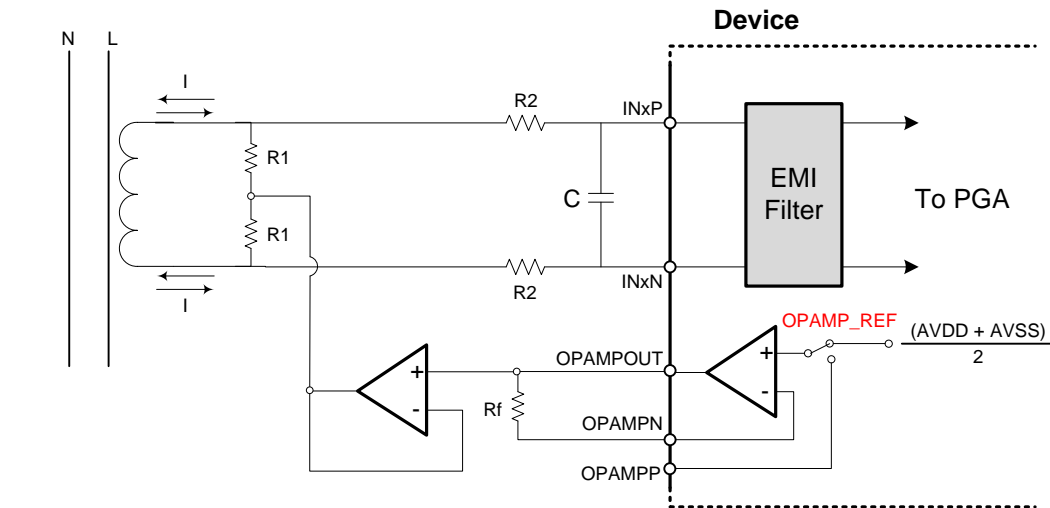 Device
N L
I
R2
INxP
R1
EMI
Filter
C
To PGA
R1
I
R2
INxN
OPAMP_REF
(AVDD + AVSS)
2
OPAMPOUT
+
-
+
-
Rf
OPAMPN
OPAMPP